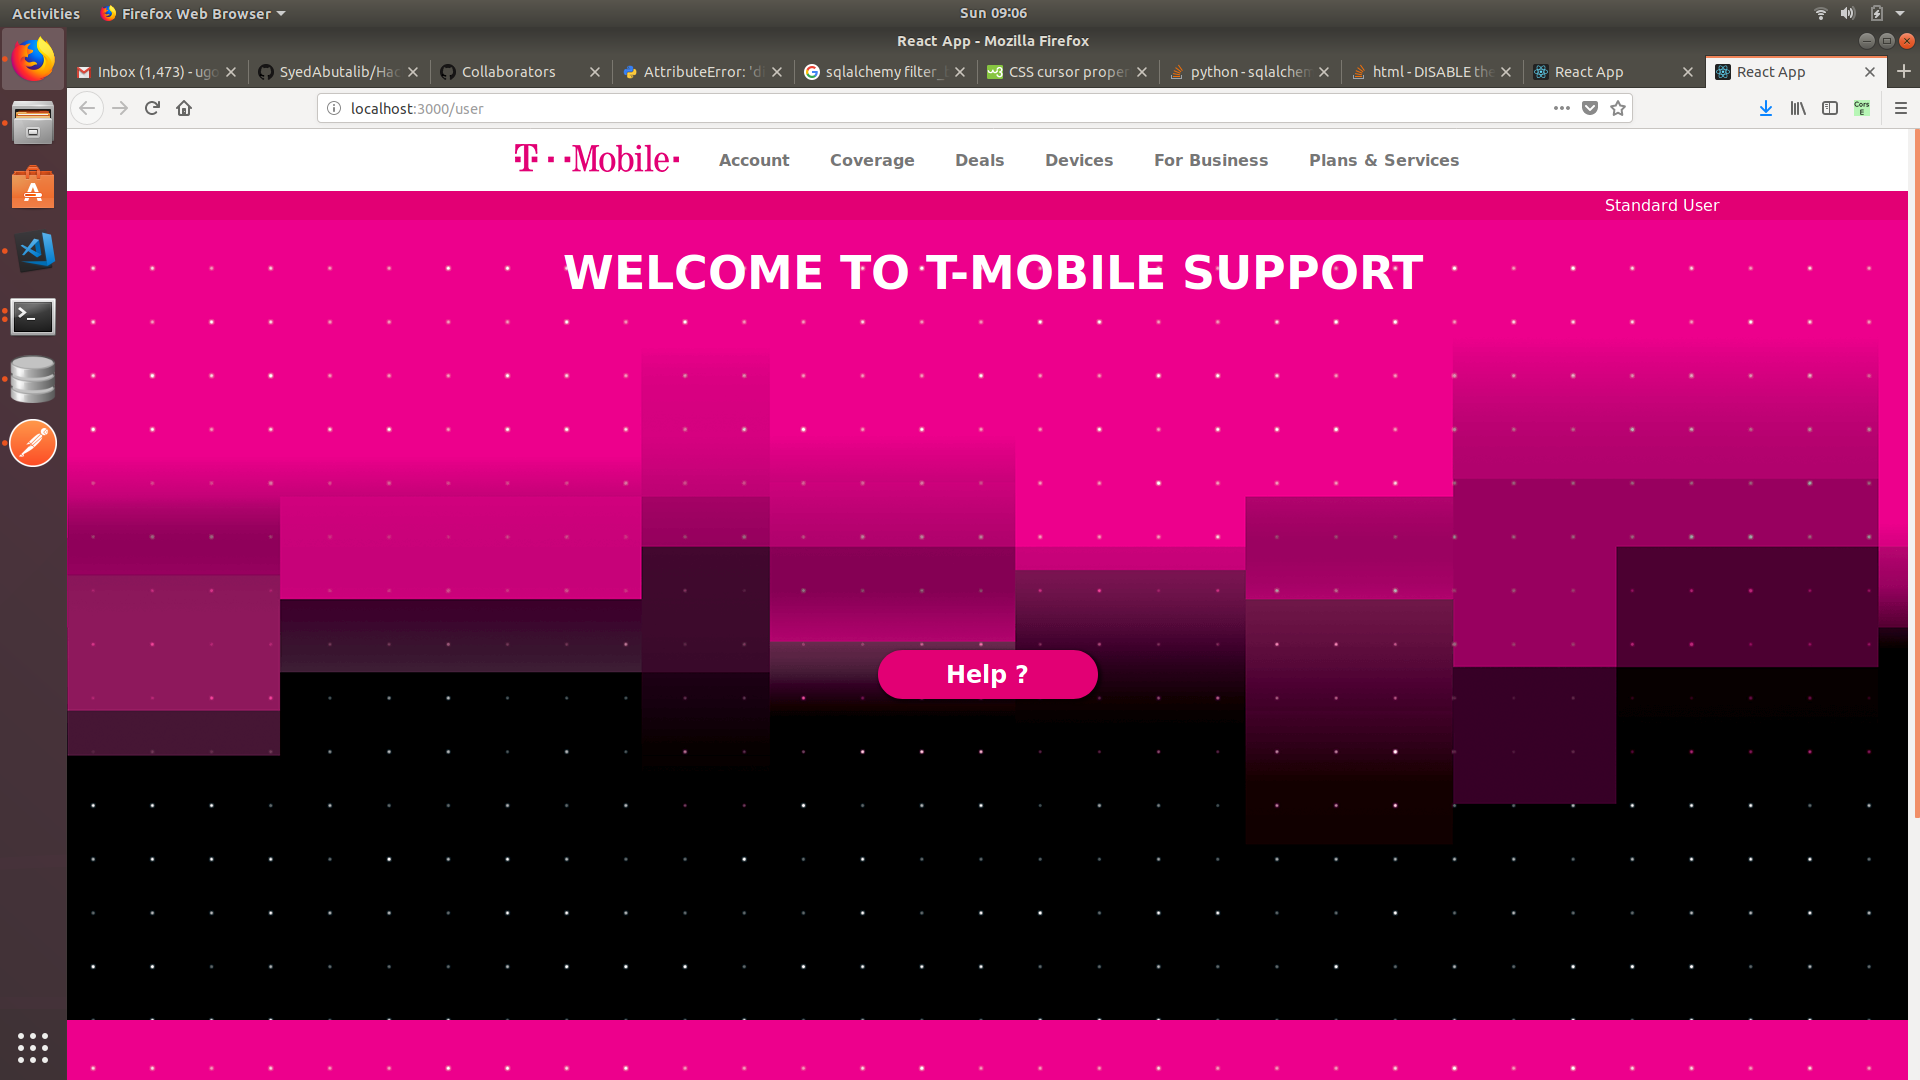 Activities Firefox Web Browser Sun 09:06
React App - Mozilla Firefox
Inbox (1,473) - ugo SyedAbutalib/Hac Collaborators AttributeError: 'd sqlalchemy filter_ CSS cursor proper python - sqlalchem html - DISABLE the React App React App
localhost:3000/user Cors E
T··Mobile· Account Coverage Deals Devices For Business Plans & Services
Standard User
WELCOME TO T-MOBILE SUPPORT
Help ?